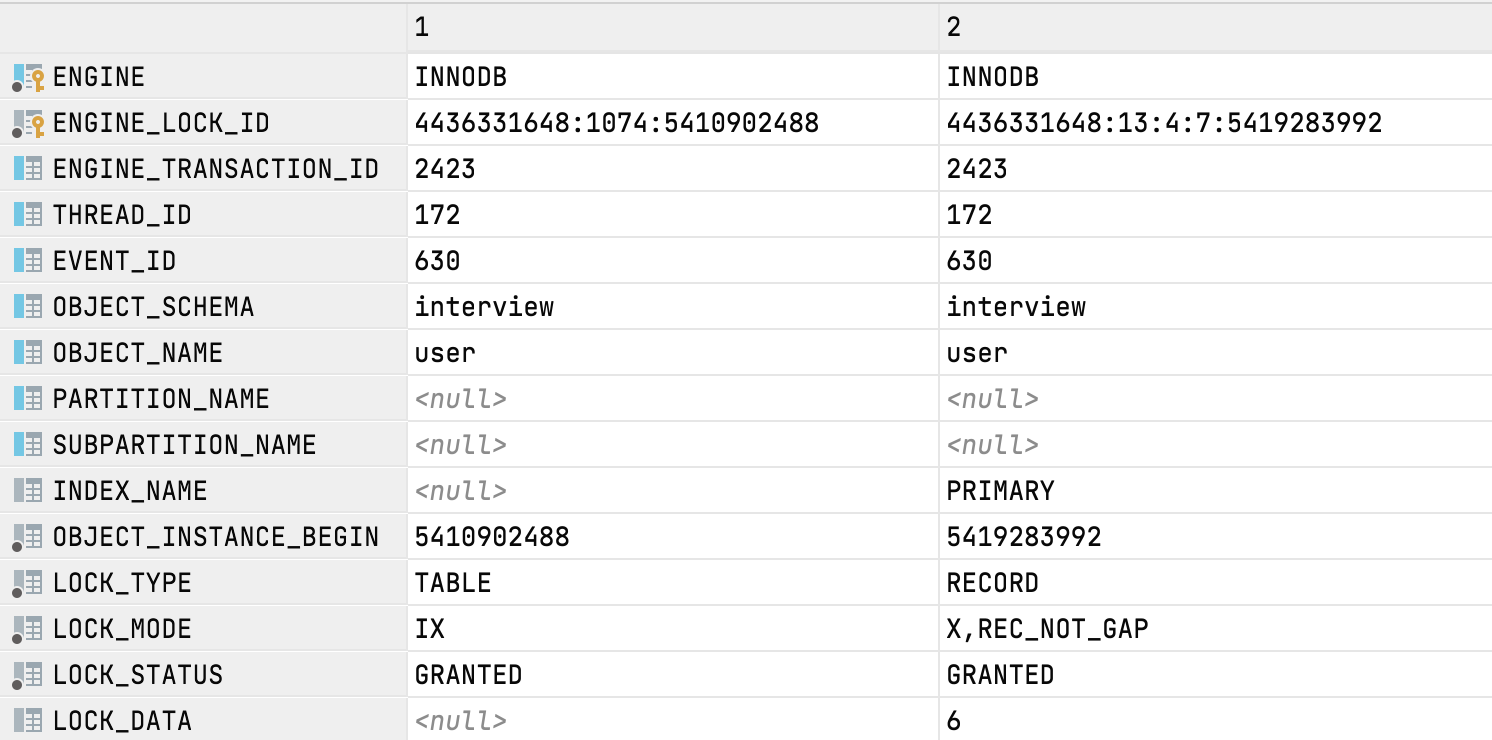 1 2
ENGINE INNODB INNODB
ENGINE_LOCK_ID 4436331648:1074:5410902488 4436331648:13:4:7:5419283992
ENGINE_TRANSACTION_ID 2423 2423
THREAD_ID 172 172
EVENT_ID 630 630
OBJECT_SCHEMA interview interview
OBJECT_NAME user user
PARTITION_NAME <null> <null>
SUBPARTITION_NAME <null> <null>
INDEX_NAME <null> PRIMARY
OBJECT_INSTANCE_BEGIN 5410902488 5419283992
LOCK_TYPE TABLE RECORD
LOCK_MODE IX X,REC_NOT_GAP
LOCK_STATUS GRANTED GRANTED
LOCK_DATA <null> 6